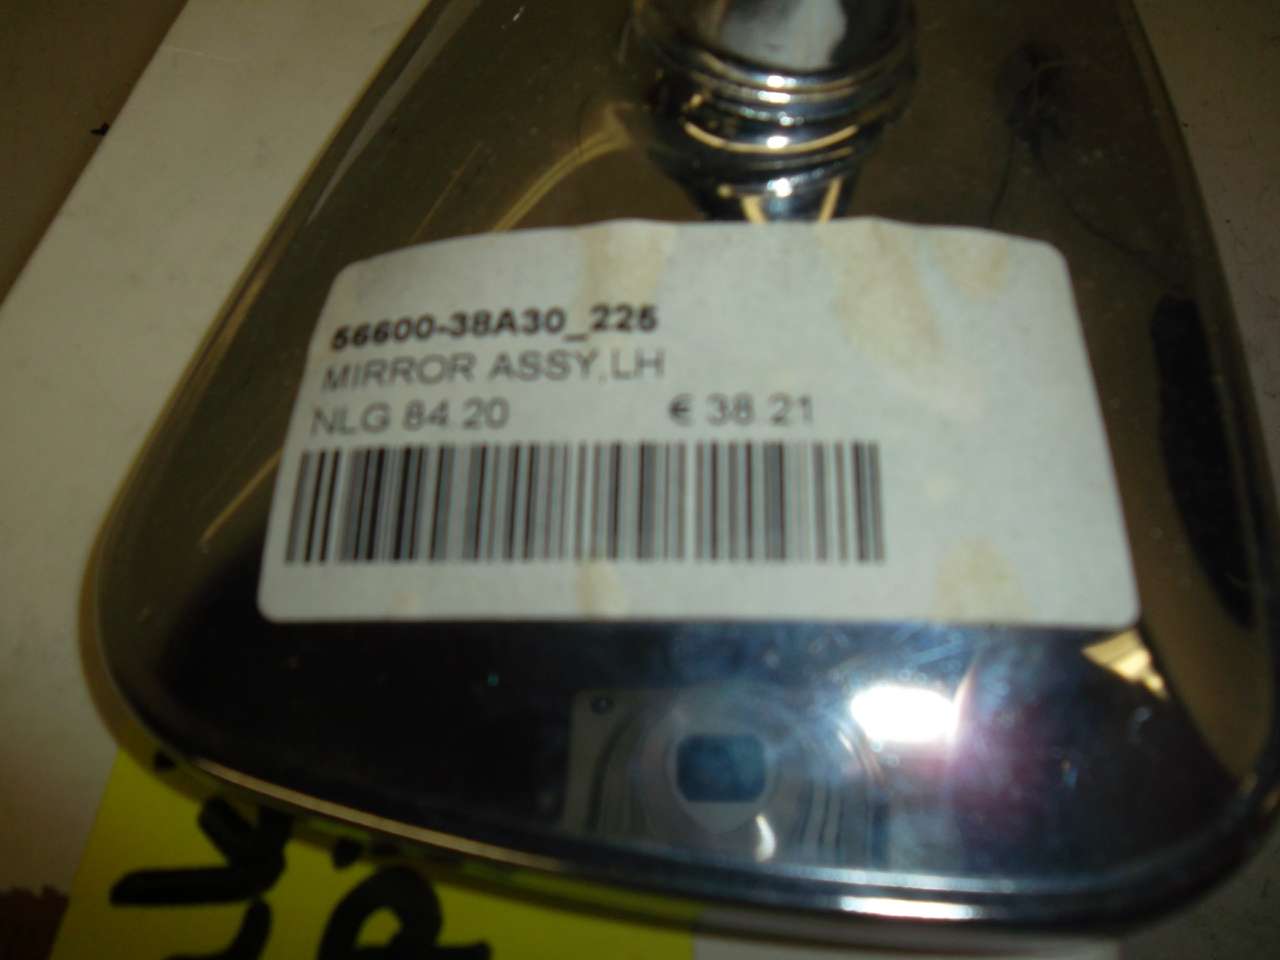 56600-38A30_225
MIRROR ASSY,LH
NLG 84.20 € 38.21